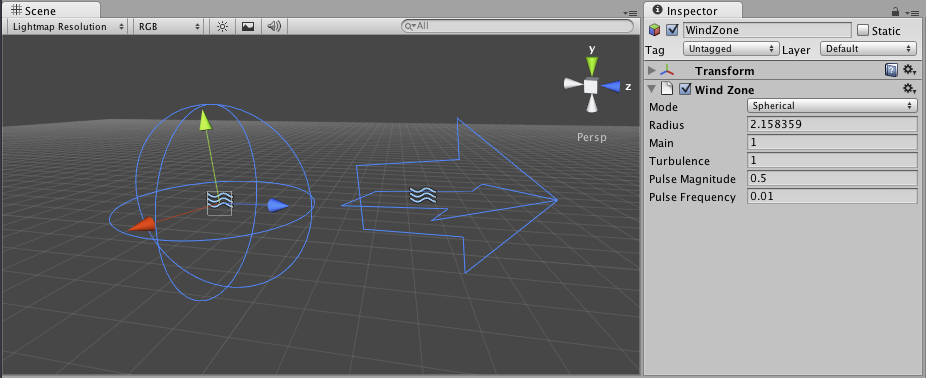 Scene
Lightmap Resolution RGB All
y
z
Persp
Inspector
WindZone Static
Tag Untagged Layer Default
Transform
Wind Zone
Mode Spherical
Radius 2.158359
Main 1
Turbulence 1
Pulse Magnitude 0.5
Pulse Frequency 0.01